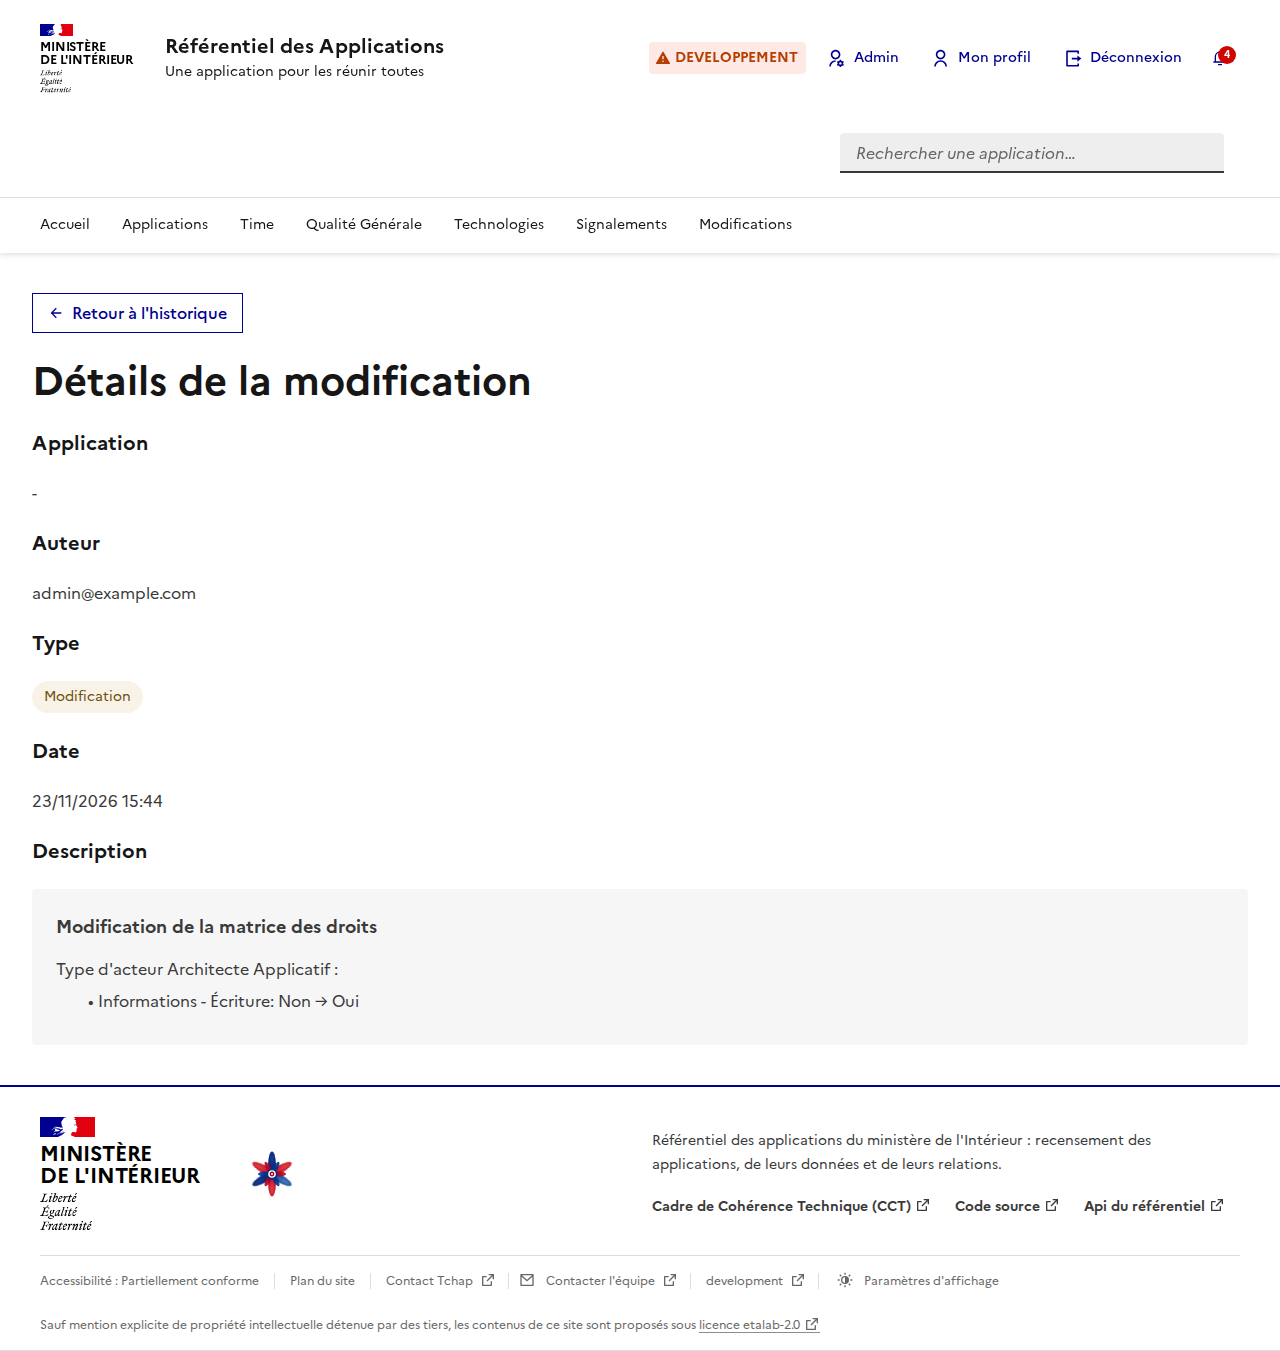 MINISTÈRE
DE L'INTÉRIEUR
Liberté
Égalité
Fraternité
Référentiel des Applications
Une application pour les réunir toutes
DEVELOPPEMENT
Admin
Mon profil
Déconnexion
4
Rechercher une application...
Accueil
Applications
Time
Qualité Générale
Technologies
Signalements
Modifications
Retour à l'historique
Détails de la modification
Application
-
Auteur
admin@example.com
Type
Modification
Date
23/11/2026 15:44
Description
Modification de la matrice des droits
Type d'acteur Architecte Applicatif :
• Informations - Écriture: Non → Oui
MINISTÈRE
DE L'INTÉRIEUR
Liberté
Égalité
Fraternité
Référentiel des applications du ministère de l'Intérieur : recensement des
applications, de leurs données et de leurs relations.
Cadre de Cohérence Technique (CCT)
Code source
Api du référentiel
Accessibilité : Partiellement conforme
Plan du site
Contact Tchap
Contacter l'équipe
development
Paramètres d'affichage
Sauf mention explicite de propriété intellectuelle détenue par des tiers, les contenus de ce site sont proposés sous licence etalab-2.0